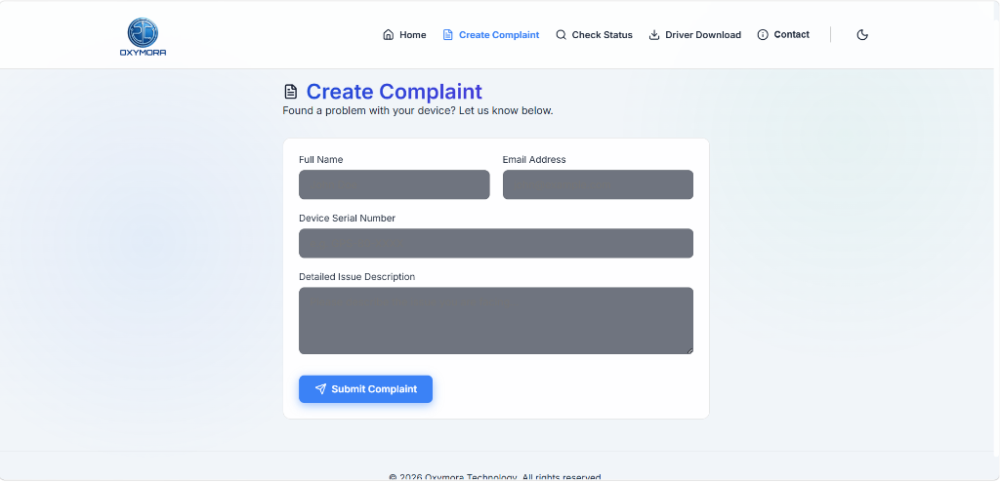 OXYMORA
Home Create Complaint Check Status Driver Download Contact
Create Complaint
Found a problem with your device? Let us know below.
Full Name Email Address
Device Serial Number
Detailed Issue Description
Submit Complaint
© 2026 Oxymora Technology. All rights reserved